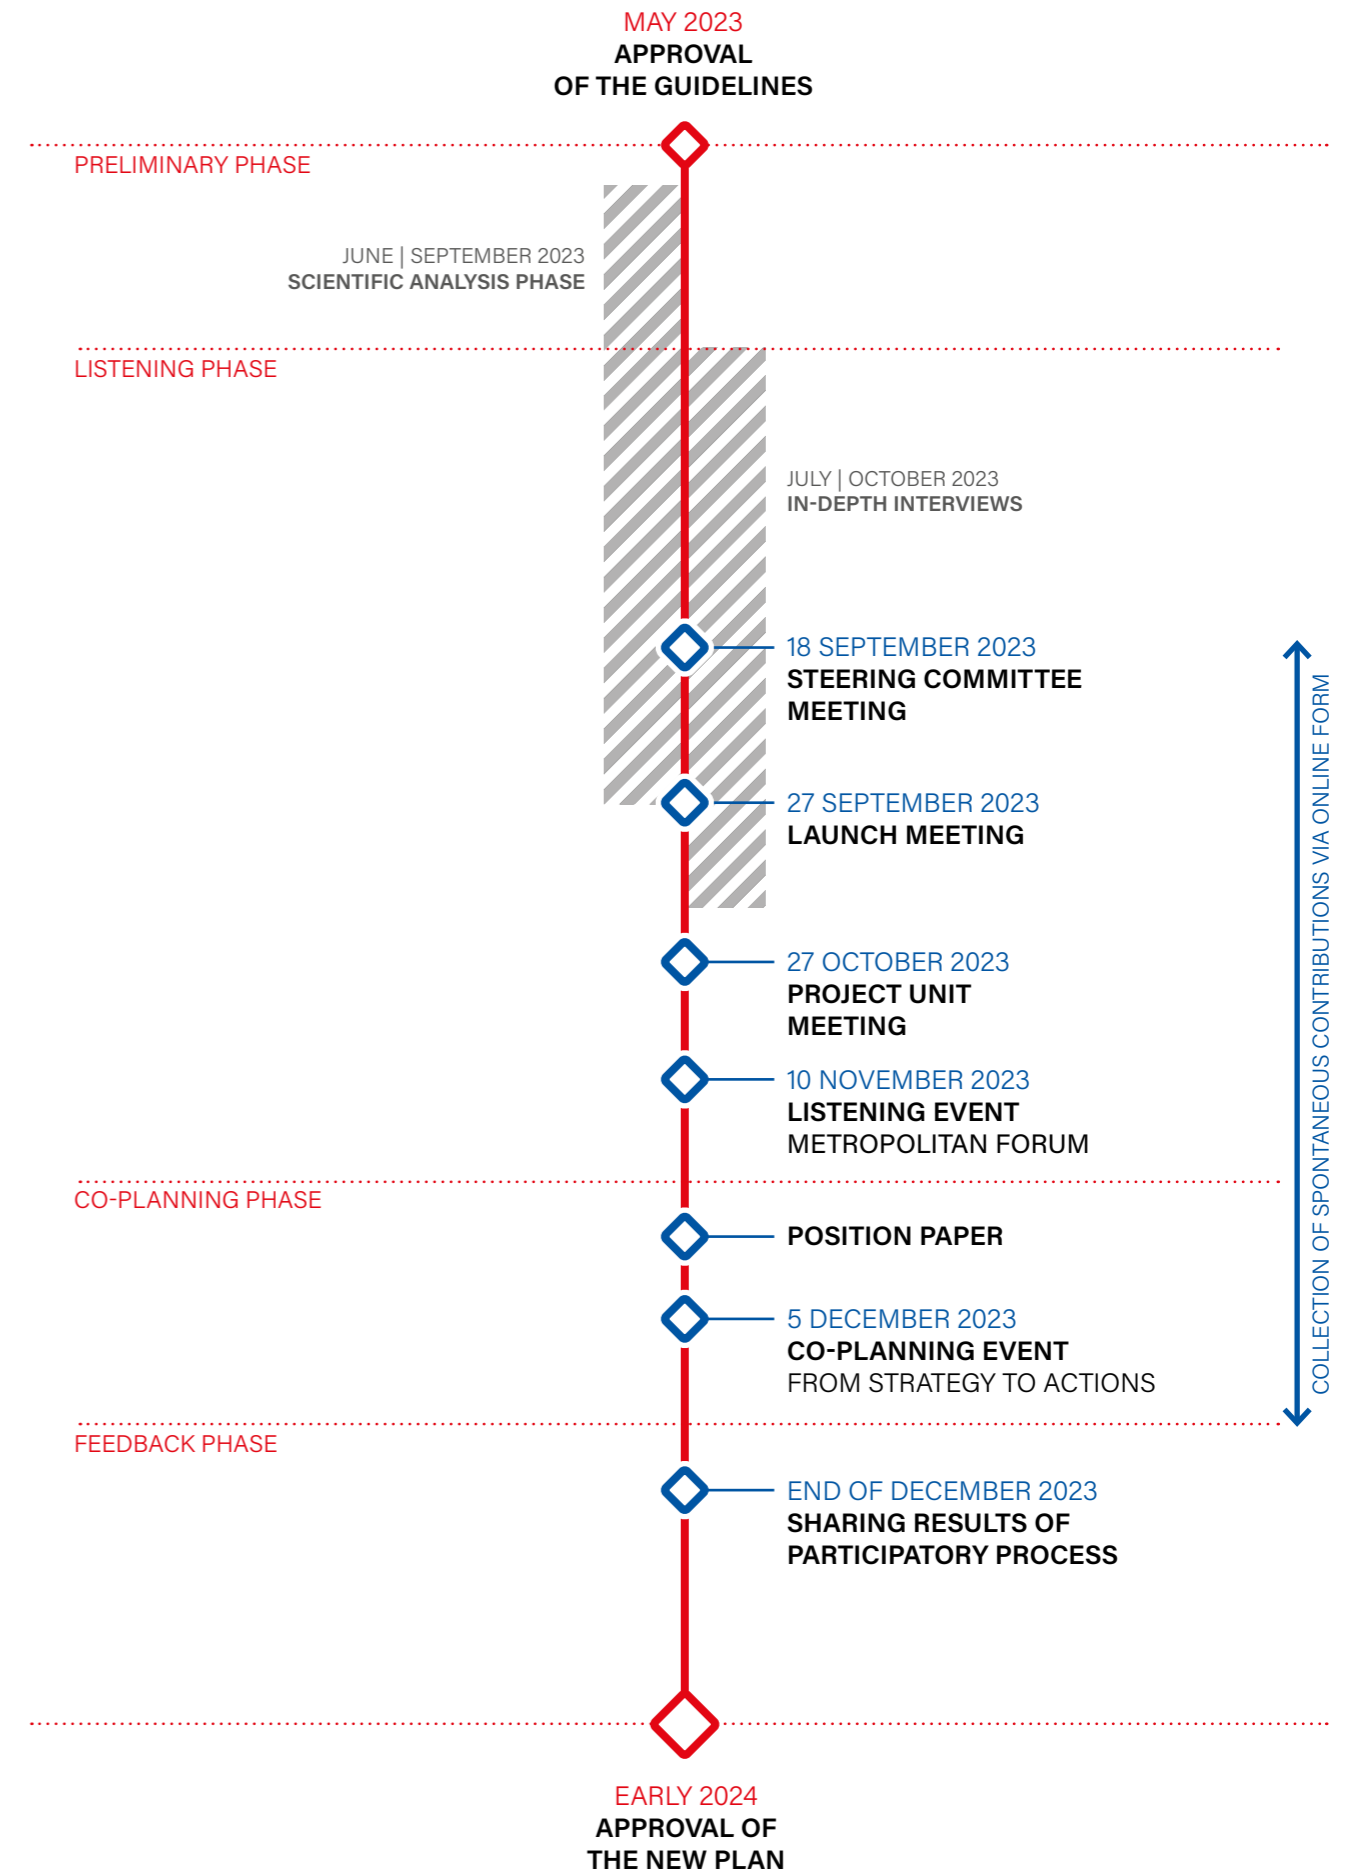 MAY 2023
APPROVAL
OF THE GUIDELINES
PRELIMINARY PHASE
JUNE | SEPTEMBER 2023
SCIENTIFIC ANALYSIS PHASE
LISTENING PHASE
JULY | OCTOBER 2023
IN-DEPTH INTERVIEWS
18 SEPTEMBER 2023
STEERING COMMITTEE
MEETING
27 SEPTEMBER 2023
LAUNCH MEETING
27 OCTOBER 2023
PROJECT UNIT
MEETING
10 NOVEMBER 2023
LISTENING EVENT
METROPOLITAN FORUM
COLLECTION OF SPONTANEOUS CONTRIBUTIONS VIA ONLINE FORM
CO-PLANNING PHASE
POSITION PAPER
5 DECEMBER 2023
CO-PLANNING EVENT
FROM STRATEGY TO ACTIONS
FEEDBACK PHASE
END OF DECEMBER 2023
SHARING RESULTS OF
PARTICIPATORY PROCESS
EARLY 2024
APPROVAL OF
THE NEW PLAN